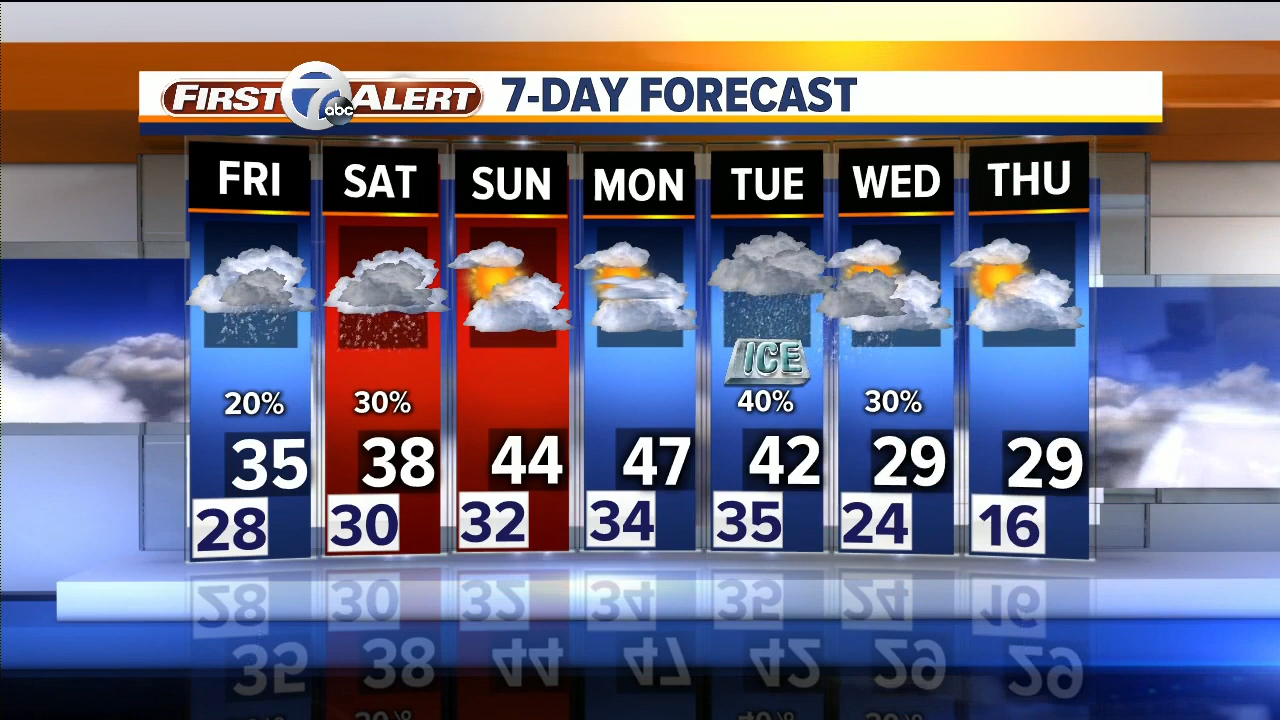 FIRST 7 abc ALERT 7-DAY FORECAST
FRI SAT SUN MON TUE WED THU
ICE
20% 30% 40% 30%
35 38 44 47 42 29 29
28 30 32 34 35 24 16